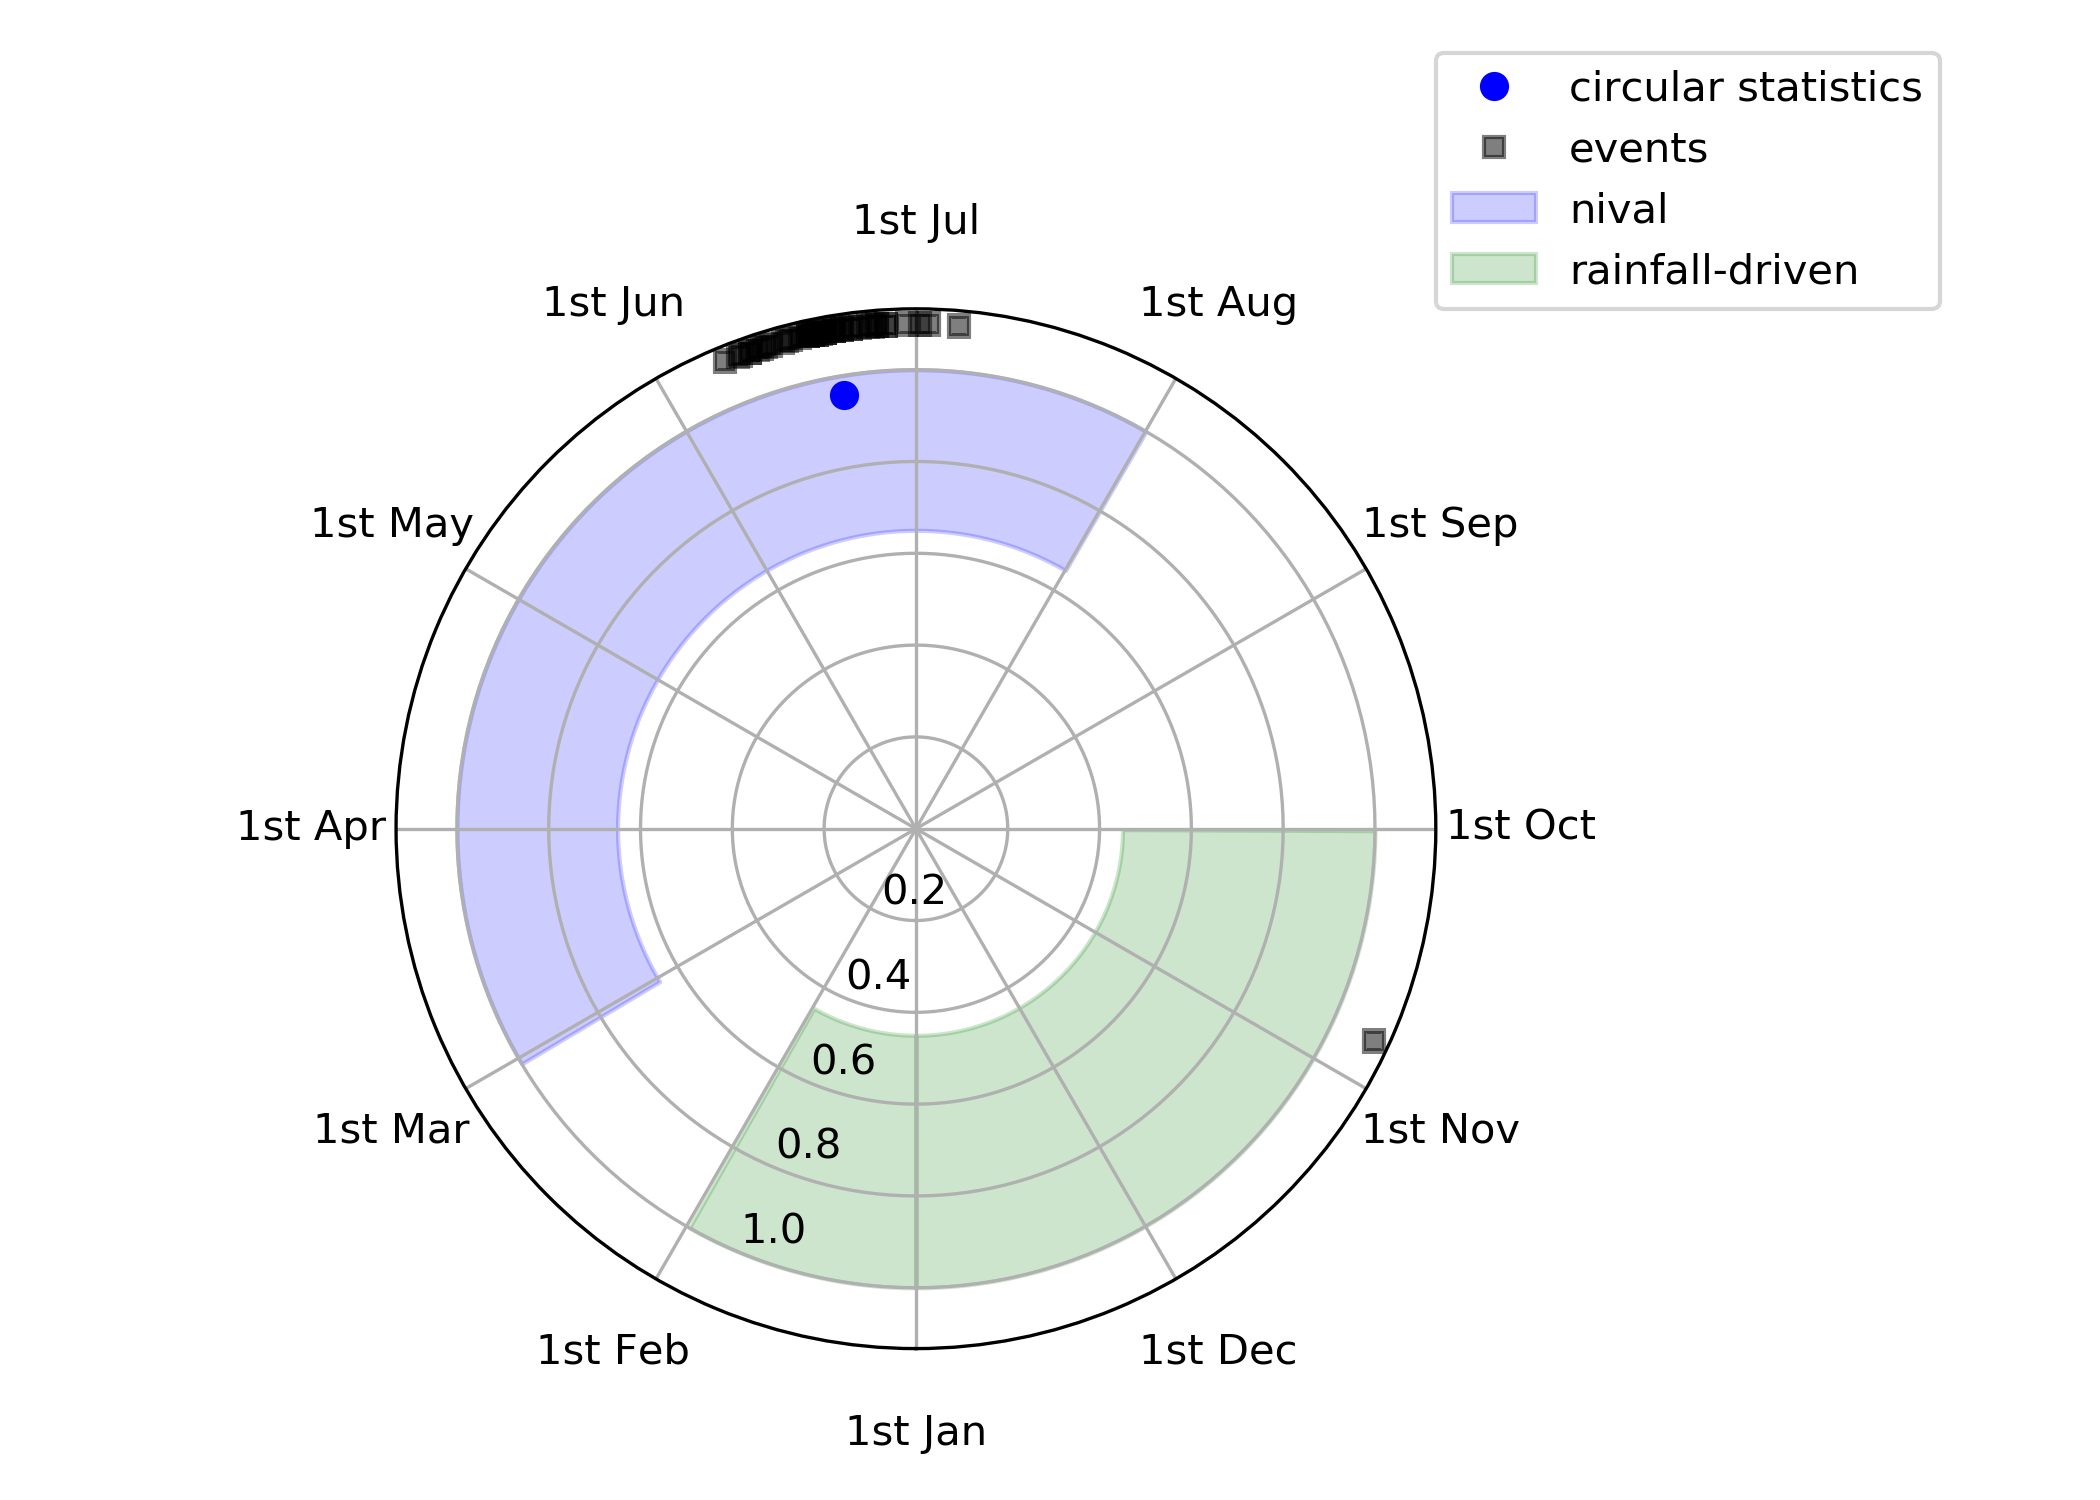 circular statistics
events
nival
rainfall-driven
1st Jul
1st Jun
1st Aug
1st May
1st Sep
1st Apr
1st Oct
0.2
0.4
0.6
0.8
1.0
1st Mar
1st Nov
1st Feb
1st Dec
1st Jan